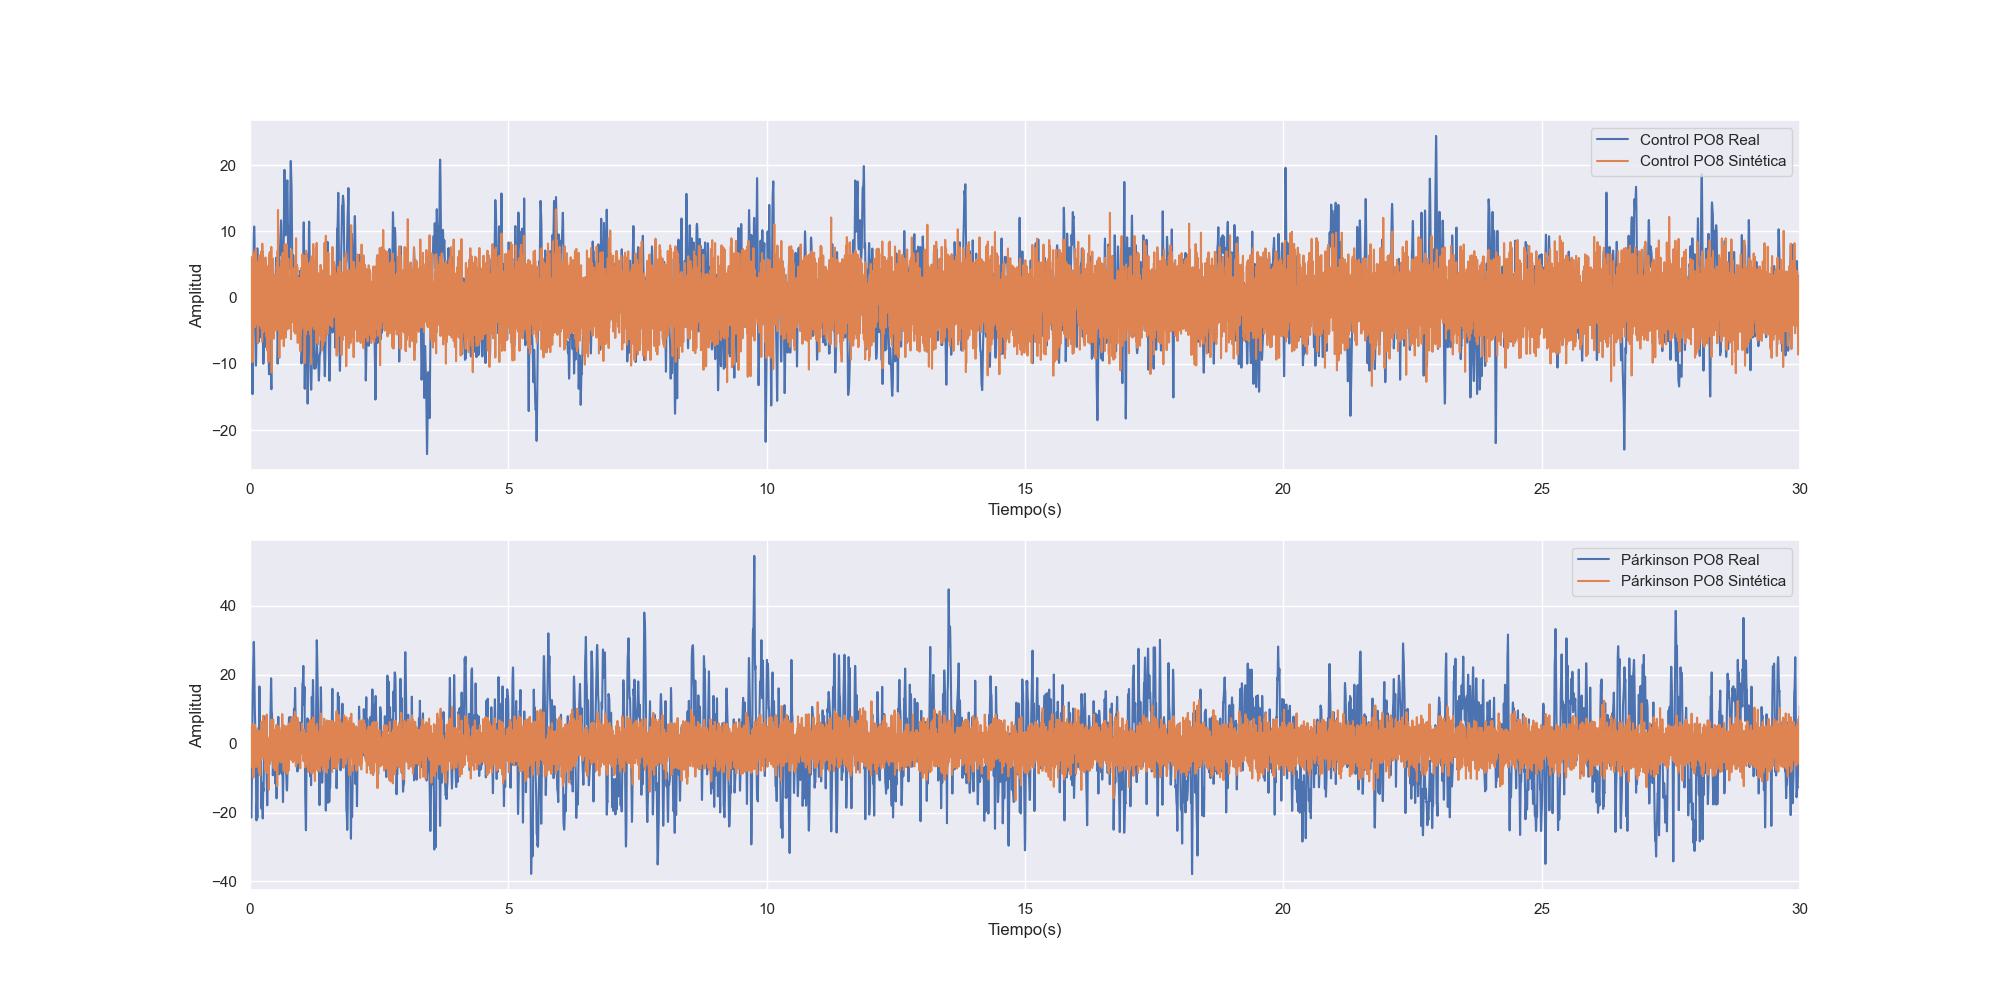 Control PO8 Real
Control PO8 Sintética
20
10
0
−10
−20
Amplitud
0 5 10 15 20 25 30
Tiempo(s)
Párkinson PO8 Real
Párkinson PO8 Sintética
40
20
0
−20
−40
Amplitud
0 5 10 15 20 25 30
Tiempo(s)